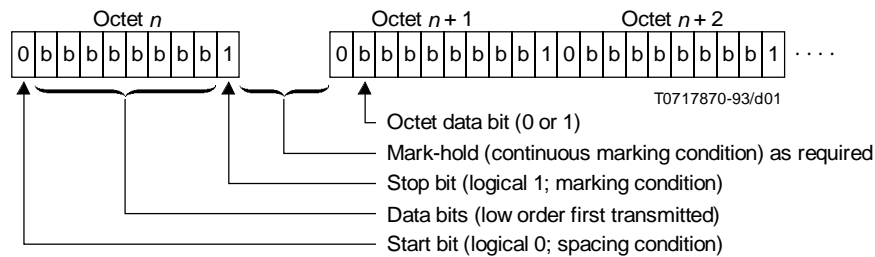 Octet n Octet n + 1 Octet n + 2
0 b b b b b b b b 1 0 b b b b b b b b 1 0 b b b b b b b b 1 . . . .
T0717870-93/d01
Octet data bit (0 or 1)
Mark-hold (continuous marking condition) as required
Stop bit (logical 1; marking condition)
Data bits (low order first transmitted)
Start bit (logical 0; spacing condition)